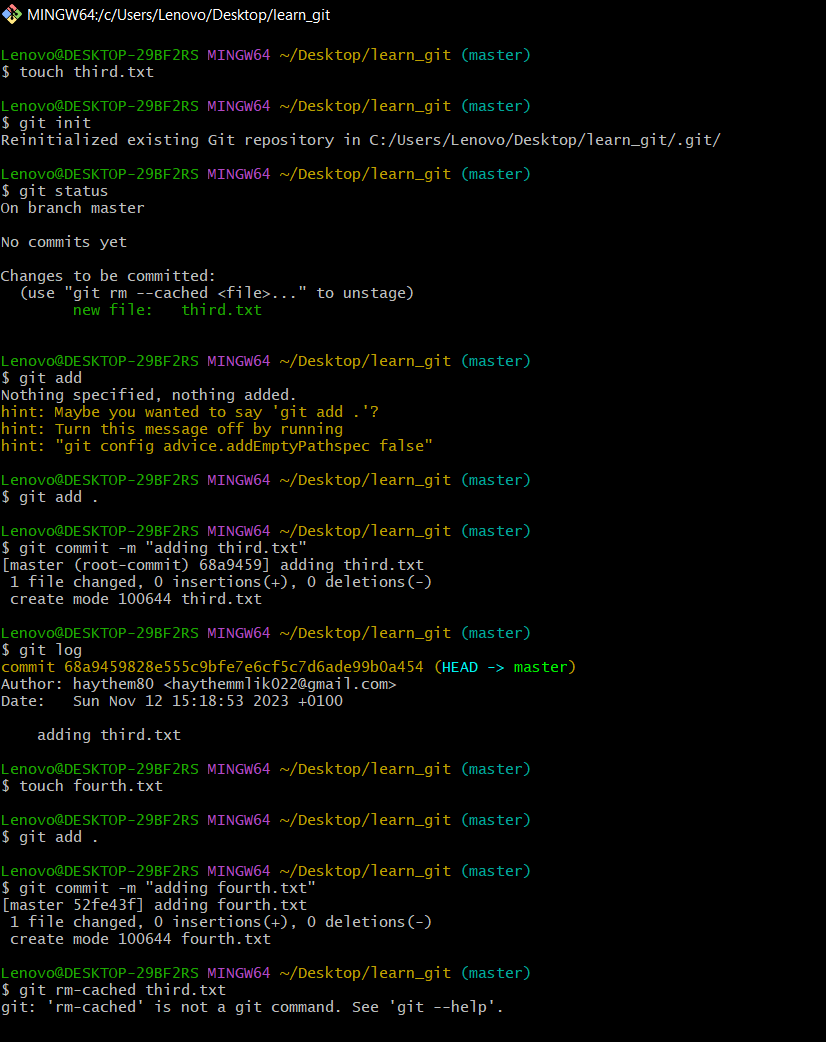 MINGW64:/c/Users/Lenovo/Desktop/learn_git
Lenovo@DESKTOP-29BF2RS MINGW64 ~/Desktop/learn_git (master)
$ touch third.txt
Lenovo@DESKTOP-29BF2RS MINGW64 ~/Desktop/learn_git (master)
$ git init
Reinitialized existing Git repository in C:/Users/Lenovo/Desktop/learn_git/.git/
Lenovo@DESKTOP-29BF2RS MINGW64 ~/Desktop/learn_git (master)
$ git status
On branch master
No commits yet
Changes to be committed:
  (use "git rm --cached <file>..." to unstage)
        new file:   third.txt
Lenovo@DESKTOP-29BF2RS MINGW64 ~/Desktop/learn_git (master)
$ git add
Nothing specified, nothing added.
hint: Maybe you wanted to say 'git add .'?
hint: Turn this message off by running
hint: "git config advice.addEmptyPathspec false"
Lenovo@DESKTOP-29BF2RS MINGW64 ~/Desktop/learn_git (master)
$ git add .
Lenovo@DESKTOP-29BF2RS MINGW64 ~/Desktop/learn_git (master)
$ git commit -m "adding third.txt"
[master (root-commit) 68a9459] adding third.txt
 1 file changed, 0 insertions(+), 0 deletions(-)
 create mode 100644 third.txt
Lenovo@DESKTOP-29BF2RS MINGW64 ~/Desktop/learn_git (master)
$ git log
commit 68a9459828e555c9bfe7e6cf5c7d6ade99b0a454 (HEAD -> master)
Author: haythem80 <haythemmlik022@gmail.com>
Date:   Sun Nov 12 15:18:53 2023 +0100
    adding third.txt
Lenovo@DESKTOP-29BF2RS MINGW64 ~/Desktop/learn_git (master)
$ touch fourth.txt
Lenovo@DESKTOP-29BF2RS MINGW64 ~/Desktop/learn_git (master)
$ git add .
Lenovo@DESKTOP-29BF2RS MINGW64 ~/Desktop/learn_git (master)
$ git commit -m "adding fourth.txt"
[master 52fe43f] adding fourth.txt
 1 file changed, 0 insertions(+), 0 deletions(-)
 create mode 100644 fourth.txt
Lenovo@DESKTOP-29BF2RS MINGW64 ~/Desktop/learn_git (master)
$ git rm-cached third.txt
git: 'rm-cached' is not a git command. See 'git --help'.